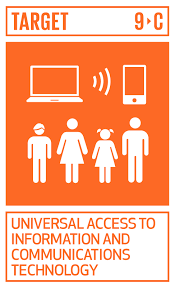 TARGET 9▸C
UNIVERSAL ACCESS TO
INFORMATION AND
COMMUNICATIONS
TECHNOLOGY